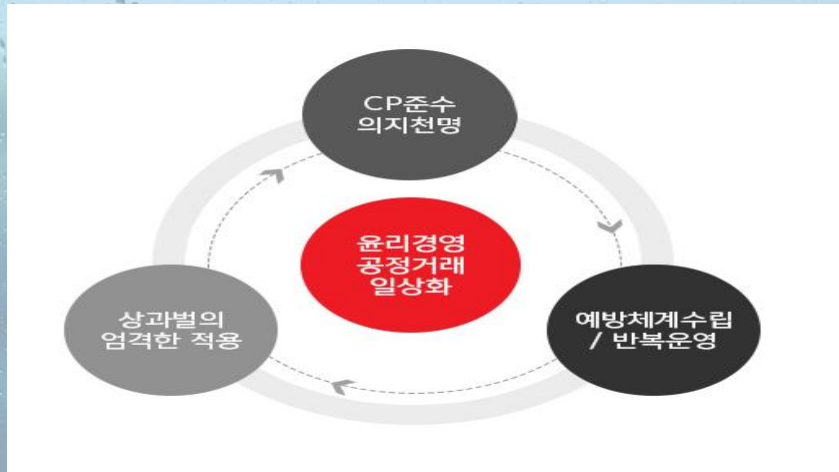 CP준수
의지천명
윤리경영
공정거래
일상화
상과벌의
엄격한 적용
예방체계수립
/ 반복운영